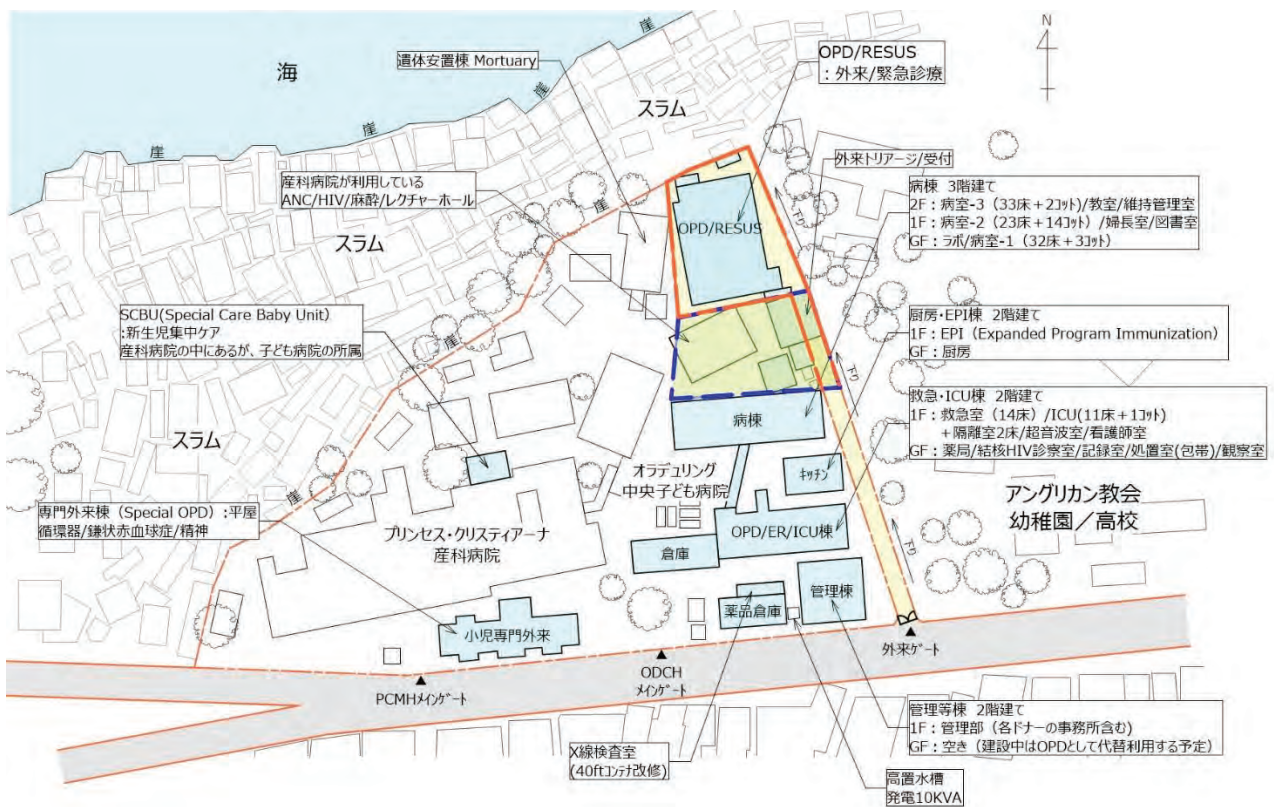 海
崖
崖
崖
崖
崖
崖
崖
崖
崖
スラム
スラム
スラム
N
遺体安置棟 Mortuary
OPD/RESUS
：外来/緊急診療
産科病院が利用している
ANC/HIV/麻酔/レクチャーホール
外来トリアージ/受付
病棟 3階建て
2F：病室-3（33床＋2ｺｯﾄ）/教室/維持管理室
1F：病室-2（23床＋14ｺｯﾄ）/婦長室/図書室
GF：ラボ/病室-1（32床＋3ｺｯﾄ）
OPD/RESUS
下り
下り
下り
SCBU(Special Care Baby Unit)
:新生児集中ケア
産科病院の中にあるが、子ども病院の所属
厨房・EPI棟 2階建て
1F：EPI（Expanded Program Immunization）
GF：厨房
救急・ICU棟 2階建て
1F：救急室（14床）/ICU(11床＋1ｺｯﾄ)
＋隔離室2床/超音波室/看護師室
GF：薬局/結核HIV診察室/記録室/処置室(包帯)/観察室
病棟
キッチン
オラデュリング
中央子ども病院
OPD/ER/ICU棟
倉庫
管理棟
薬品倉庫
専門外来棟（Special OPD）:平屋
循環器/鎌状赤血球症/精神
プリンセス・クリスティアーナ
産科病院
小児専門外来
アングリカン教会
幼稚園／高校
外来ｹﾞｰﾄ
ODCH
ﾒｲﾝｹﾞｰﾄ
PCMHﾒｲﾝｹﾞｰﾄ
X線検査室
(40ftｺﾝﾃﾅ改修)
高置水槽
発電10KVA
管理等棟 2階建て
1F：管理部（各ドナーの事務所含む）
GF：空き（建設中はOPDとして代替利用する予定）